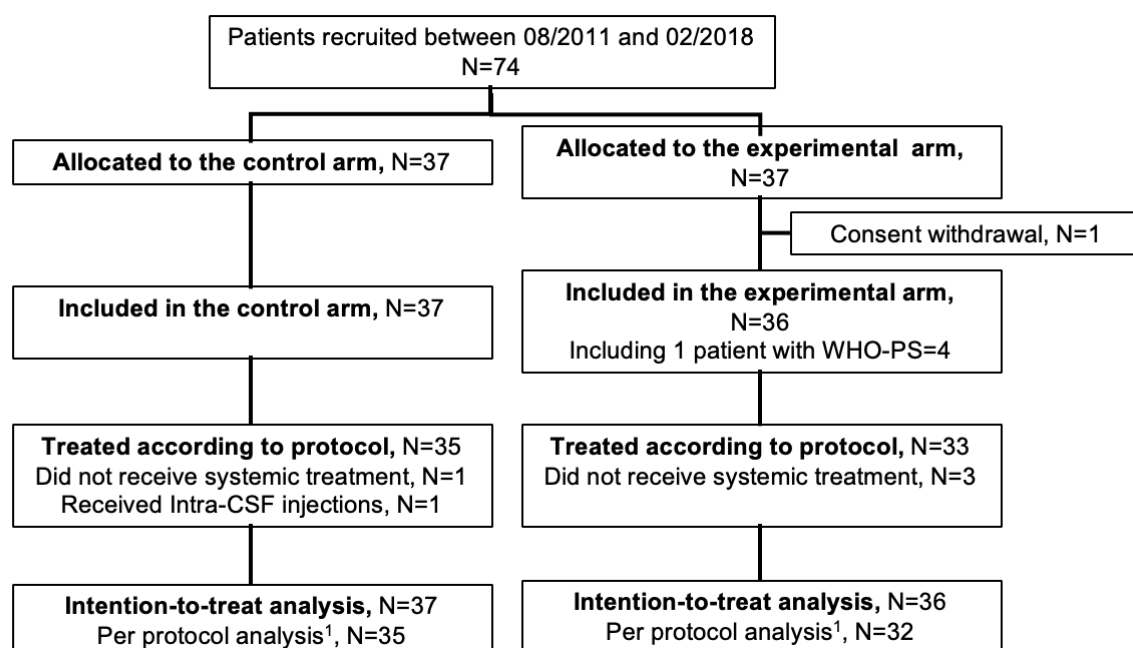 Patients recruited between 08/2011 and 02/2018
N=74
Allocated to the control arm, N=37
Allocated to the experimental  arm,
N=37
Consent withdrawal, N=1
Included in the control arm, N=37
Included in the experimental arm,
N=36
Including 1 patient with WHO-PS=4
Treated according to protocol, N=35
Did not receive systemic treatment, N=1
Received Intra-CSF injections, N=1
Treated according to protocol, N=33
Did not receive systemic treatment, N=3
Intention-to-treat analysis, N=37
Per protocol analysis¹, N=35
Intention-to-treat analysis, N=36
Per protocol analysis¹, N=32